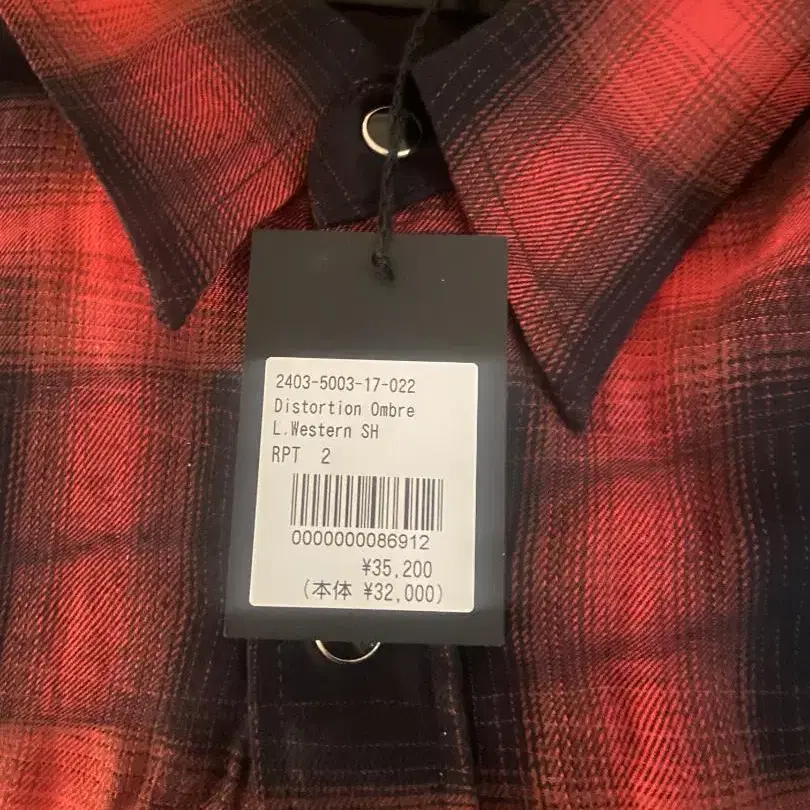 2403-5003-17-022
Distortion Ombre
L.Western SH
RPT 2
0000000086912
¥35,200
(本体 ¥32,000)